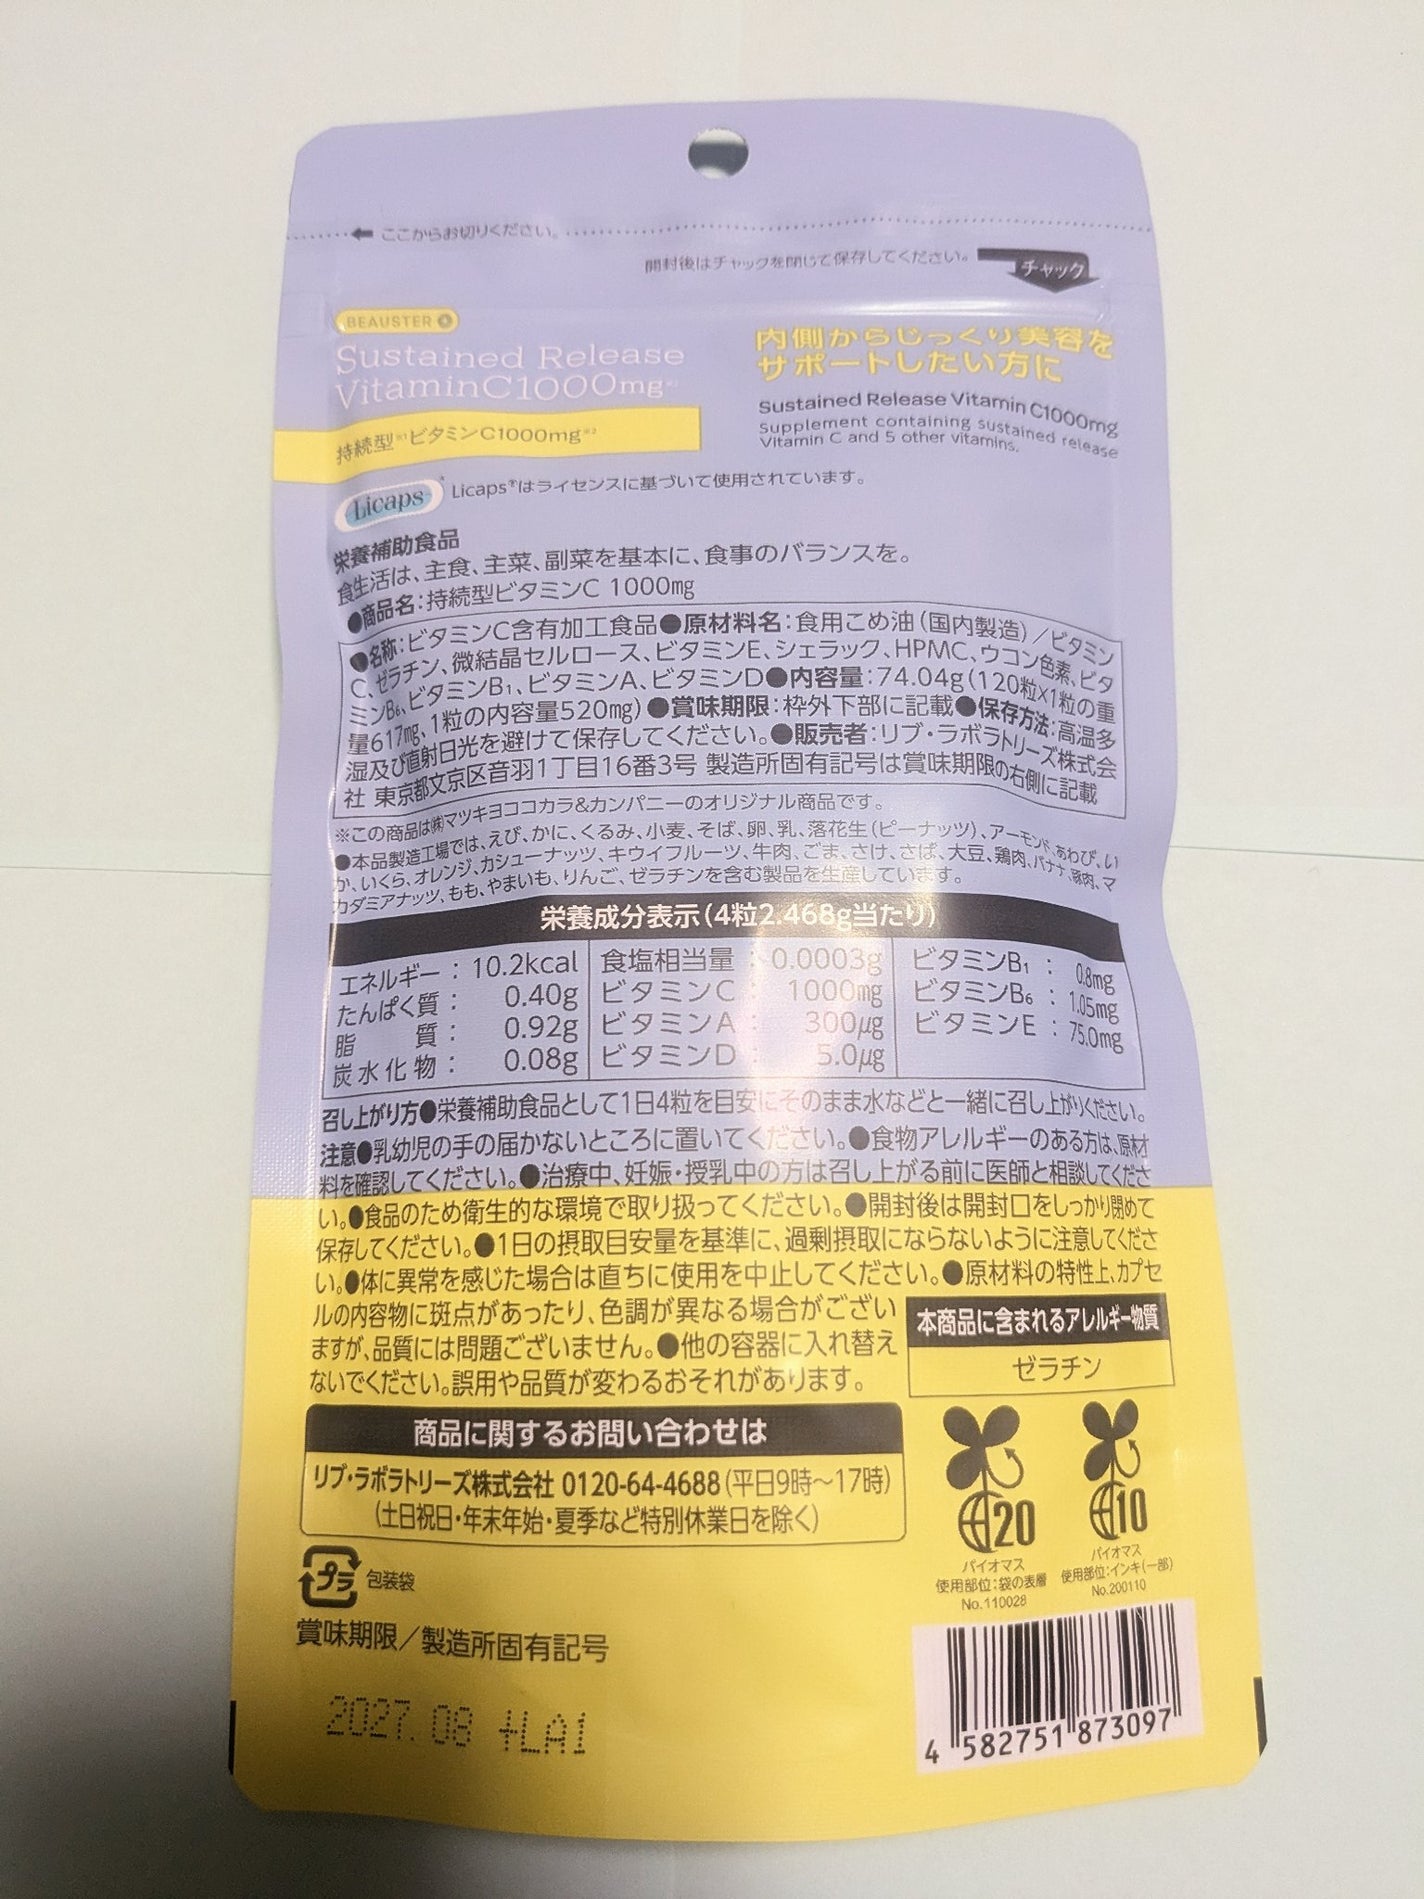 ここからお切りください。
開封後はチャックを閉じて保存してください。
チャック
BEAUSTER
Sustained Release
VitaminC1000mg※2
持続型※1ビタミンC1000mg※2
内側からじっくり美容を
サポートしたい方に
Sustained Release Vitamin C1000mg
Supplement containing sustained release
Vitamin C and 5 other vitamins.
Licaps® Licaps®はライセンスに基づいて使用されています。
栄養補助食品
食生活は、主食、主菜、副菜を基本に、食事のバランスを。
●商品名：持続型ビタミンC 1000mg
●名称：ビタミンC含有加工食品●原材料名：食用こめ油（国内製造）／ビタミン
C、ゼラチン、微結晶セルロース、ビタミンE、シェラック、HPMC、ウコン色素、ビタ
ミンB₆、ビタミンB₁、ビタミンA、ビタミンD●内容量：74.04g（120粒×1粒の重
量617mg、1粒の内容量520mg）●賞味期限：枠外下部に記載●保存方法：高温多
湿及び直射日光を避けて保存してください。●販売者：リブ・ラボラトリーズ株式会
社 東京都文京区音羽1丁目16番3号 製造所固有記号は賞味期限の右側に記載
※この商品は㈱マツキヨココカラ&カンパニーのオリジナル商品です。
●本品製造工場では、えび、かに、くるみ、小麦、そば、卵、乳、落花生（ピーナッツ）、アーモンド、あわび、い
か、いくら、オレンジ、カシューナッツ、キウイフルーツ、牛肉、ごま、さけ、さば、大豆、鶏肉、バナナ、豚肉、マ
カダミアナッツ、もも、やまいも、りんご、ゼラチンを含む製品を生産しています。
栄養成分表示（4粒2.468g当たり）
エネルギー：10.2kcal
たんぱく質：0.40g
脂質：0.92g
炭水化物：0.08g
食塩相当量：0.0003g
ビタミンC：1000mg
ビタミンA：300μg
ビタミンD：5.0μg
ビタミンB₁：0.8mg
ビタミンB₆：1.05mg
ビタミンE：75.0mg
召し上がり方●栄養補助食品として1日4粒を目安にそのまま水などと一緒に召し上がりください。
注意●乳幼児の手の届かないところに置いてください。●食物アレルギーのある方は、原材
料を確認してください。●治療中、妊娠・授乳中の方は召し上がる前に医師と相談してくださ
い。●食品のため衛生的な環境で取り扱ってください。●開封後は開封口をしっかり閉めて
保存してください。●1日の摂取目安量を基準に、過剰摂取にならないように注意してくださ
い。●体に異常を感じた場合は直ちに使用を中止してください。●原材料の特性上、カプセ
ルの内容物に斑点があったり、色調が異なる場合がござい
ますが、品質には問題ございません。●他の容器に入れ替え
ないでください。誤用や品質が変わるおそれがあります。
本商品に含まれるアレルギー物質
ゼラチン
商品に関するお問い合わせは
リブ・ラボラトリーズ株式会社 0120-64-4688（平日9時〜17時）
（土日祝日・年末年始・夏季など特別休業日を除く）
20
バイオマス
使用部位：袋の表層
No.110028
10
バイオマス
使用部位：インキ（一部）
No.200110
プラ 包装袋
賞味期限／製造所固有記号
2027.08 +LA1
4 582751 873097